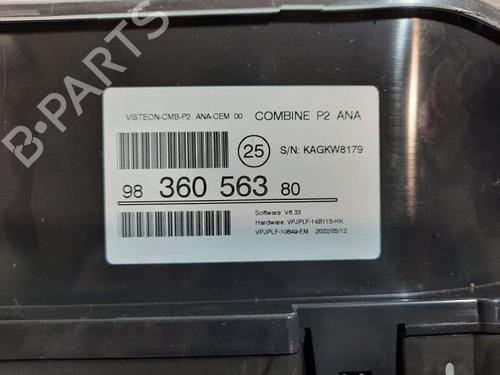 VISTEON-CMB-P2 ANA-CEM 00 COMBINE P2 ANA
25 S/N: KAGKW8179
98 360 563 80
Software V6.33
Hardware: VPJPLF-14B115-HK
VPJPLF-10849-EM 2022/05/12
B-PARTS